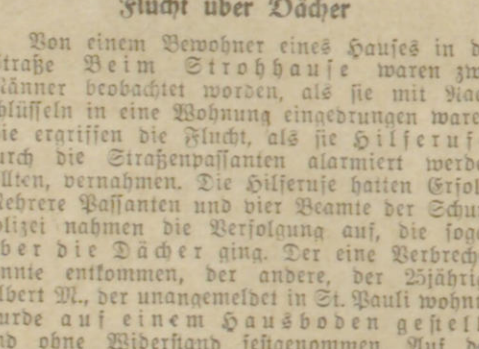 Flucht über Dächer
Von einem Bewohner eines Hauses in d
traße Beim Strohhause waren zw
Männer beobachtet worden, als sie mit Nac
hlüsseln in eine Wohnung eingedrungen ware
ie ergriffen die Flucht, als sie Hilferuf
urch die Straßenpassanten alarmiert werde
llten, vernahmen. Die Hilferufe hatten Erfol
Mehrere Passanten und vier Beamte der Schu
olizei nahmen die Verfolgung auf, die soga
ber die Dächer ging. Der eine Verbrech
nnte entkommen, der andere, der 25jährig
lbert M., der unangemeldet in St. Pauli wohnt
urde auf einem Hausboden gestell
nd ohne Widerstand festgenommen. Auf d